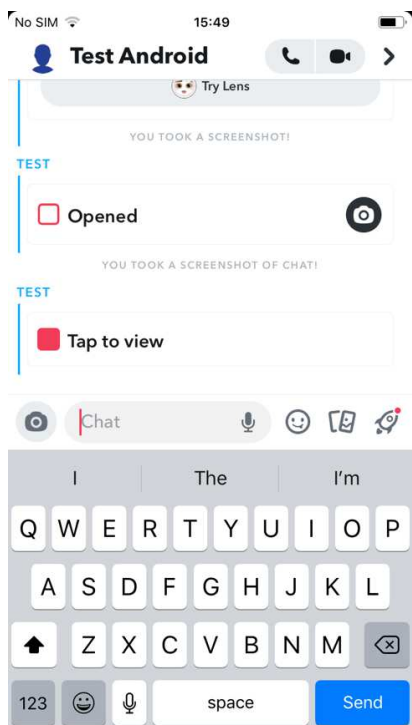 No SIM 15:49
Test Android
Try Lens
YOU TOOK A SCREENSHOT!
TEST
Opened
YOU TOOK A SCREENSHOT OF CHAT!
TEST
Tap to view
Chat
I The I'm
Q W E R T Y U I O P
A S D F G H J K L
Z X C V B N M
123 space Send